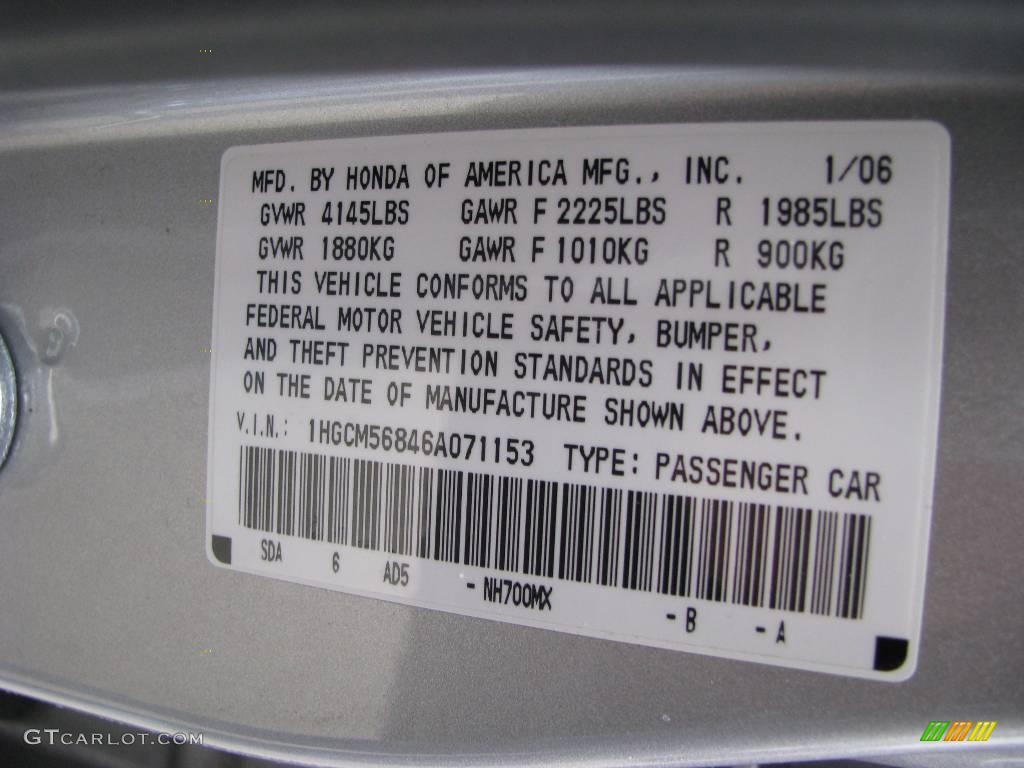 MFD. BY HONDA OF AMERICA MFG., INC. 1/06
GVWR 4145LBS GAWR F 2225LBS R 1985LBS
GVWR 1880KG GAWR F 1010KG R 900KG
THIS VEHICLE CONFORMS TO ALL APPLICABLE
FEDERAL MOTOR VEHICLE SAFETY, BUMPER,
AND THEFT PREVENTION STANDARDS IN EFFECT
ON THE DATE OF MANUFACTURE SHOWN ABOVE.
V.I.N.: 1HGCM56846A071153 TYPE: PASSENGER CAR
SDA 6 AD5 - NH700MX - B - A
GTCARLOT.COM